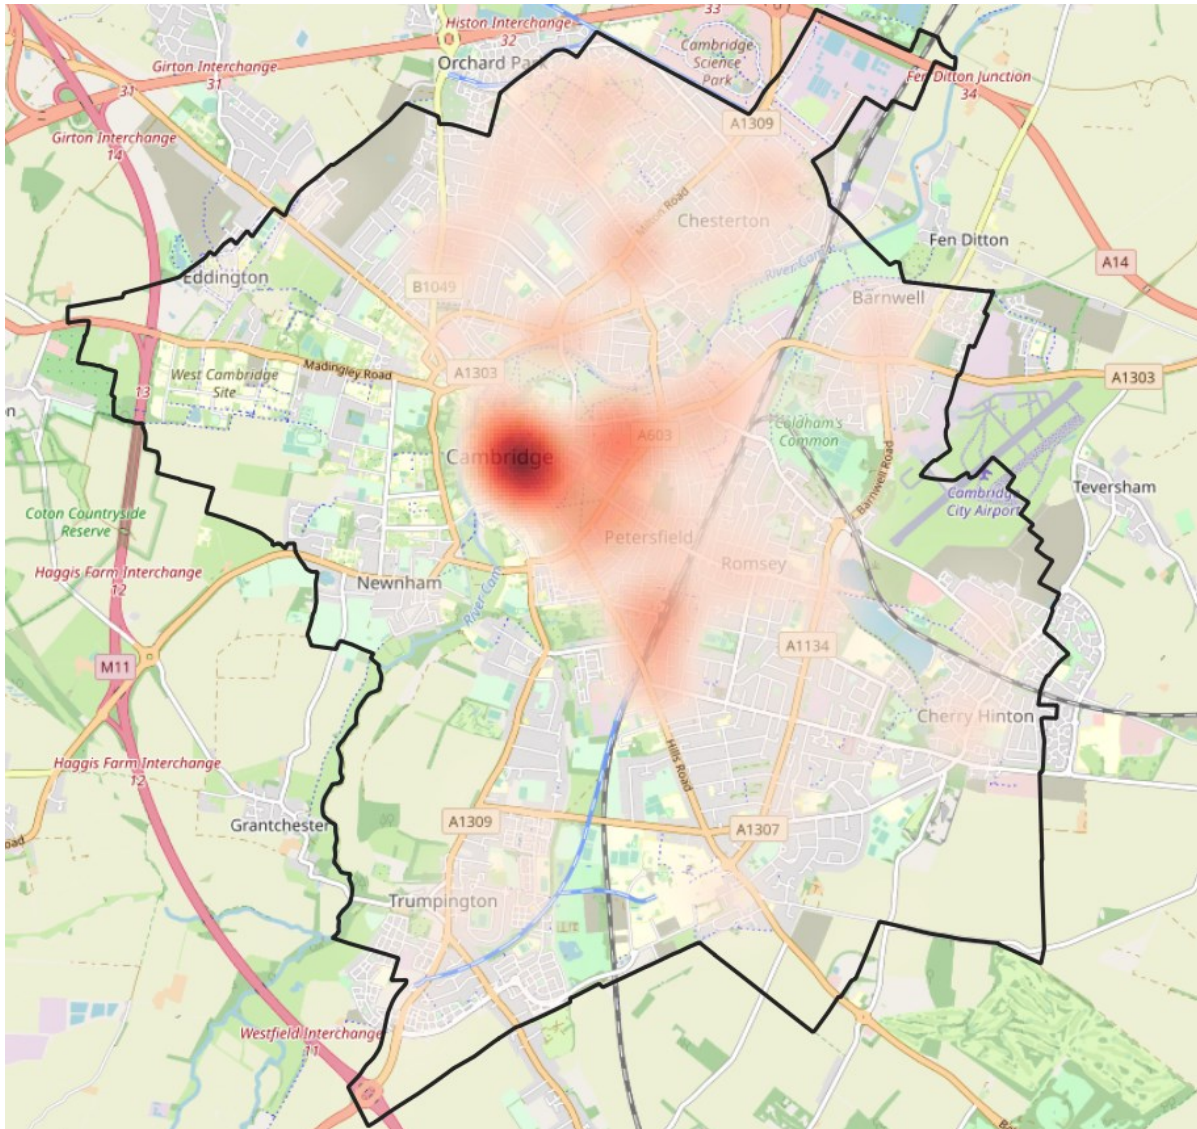 33
Histon Interchange
32
Cambridge
Science
Park
Orchard Park
Girton Interchange
31
Fen Ditton Junction
34
31
A1309
Girton Interchange
14
Milton Road
Chesterton
Fen Ditton
A14
River Cam
Eddington
B1049
Barnwell
Madingley Road
A1303
West Cambridge
Site
A1303
13
on
A603
Coldham's
Common
Cambridge
Barnwell Road
Cambridge
City Airport
Teversham
Coton Countryside
Reserve
Petersfield
Romsey
Haggis Farm Interchange
12
Newnham
River Cam
A1134
M11
Cherry Hinton
Hills Road
Haggis Farm Interchange
12
Grantchester
A1309
A1307
oad
Trumpington
Westfield Interchange
11